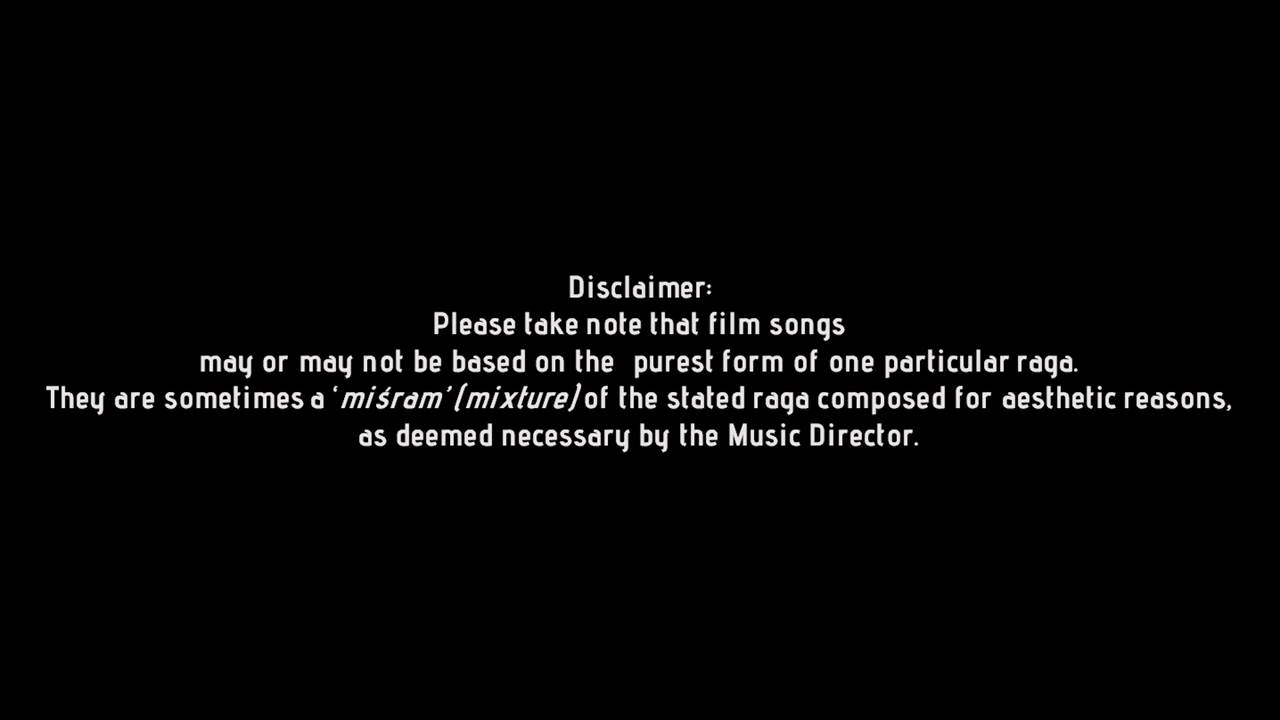 Disclaimer:
Please take note that film songs
may or may not be based on the purest form of one particular raga.
They are sometimes a ‘miśram’ (mixture) of the stated raga composed for aesthetic reasons,
as deemed necessary by the Music Director.